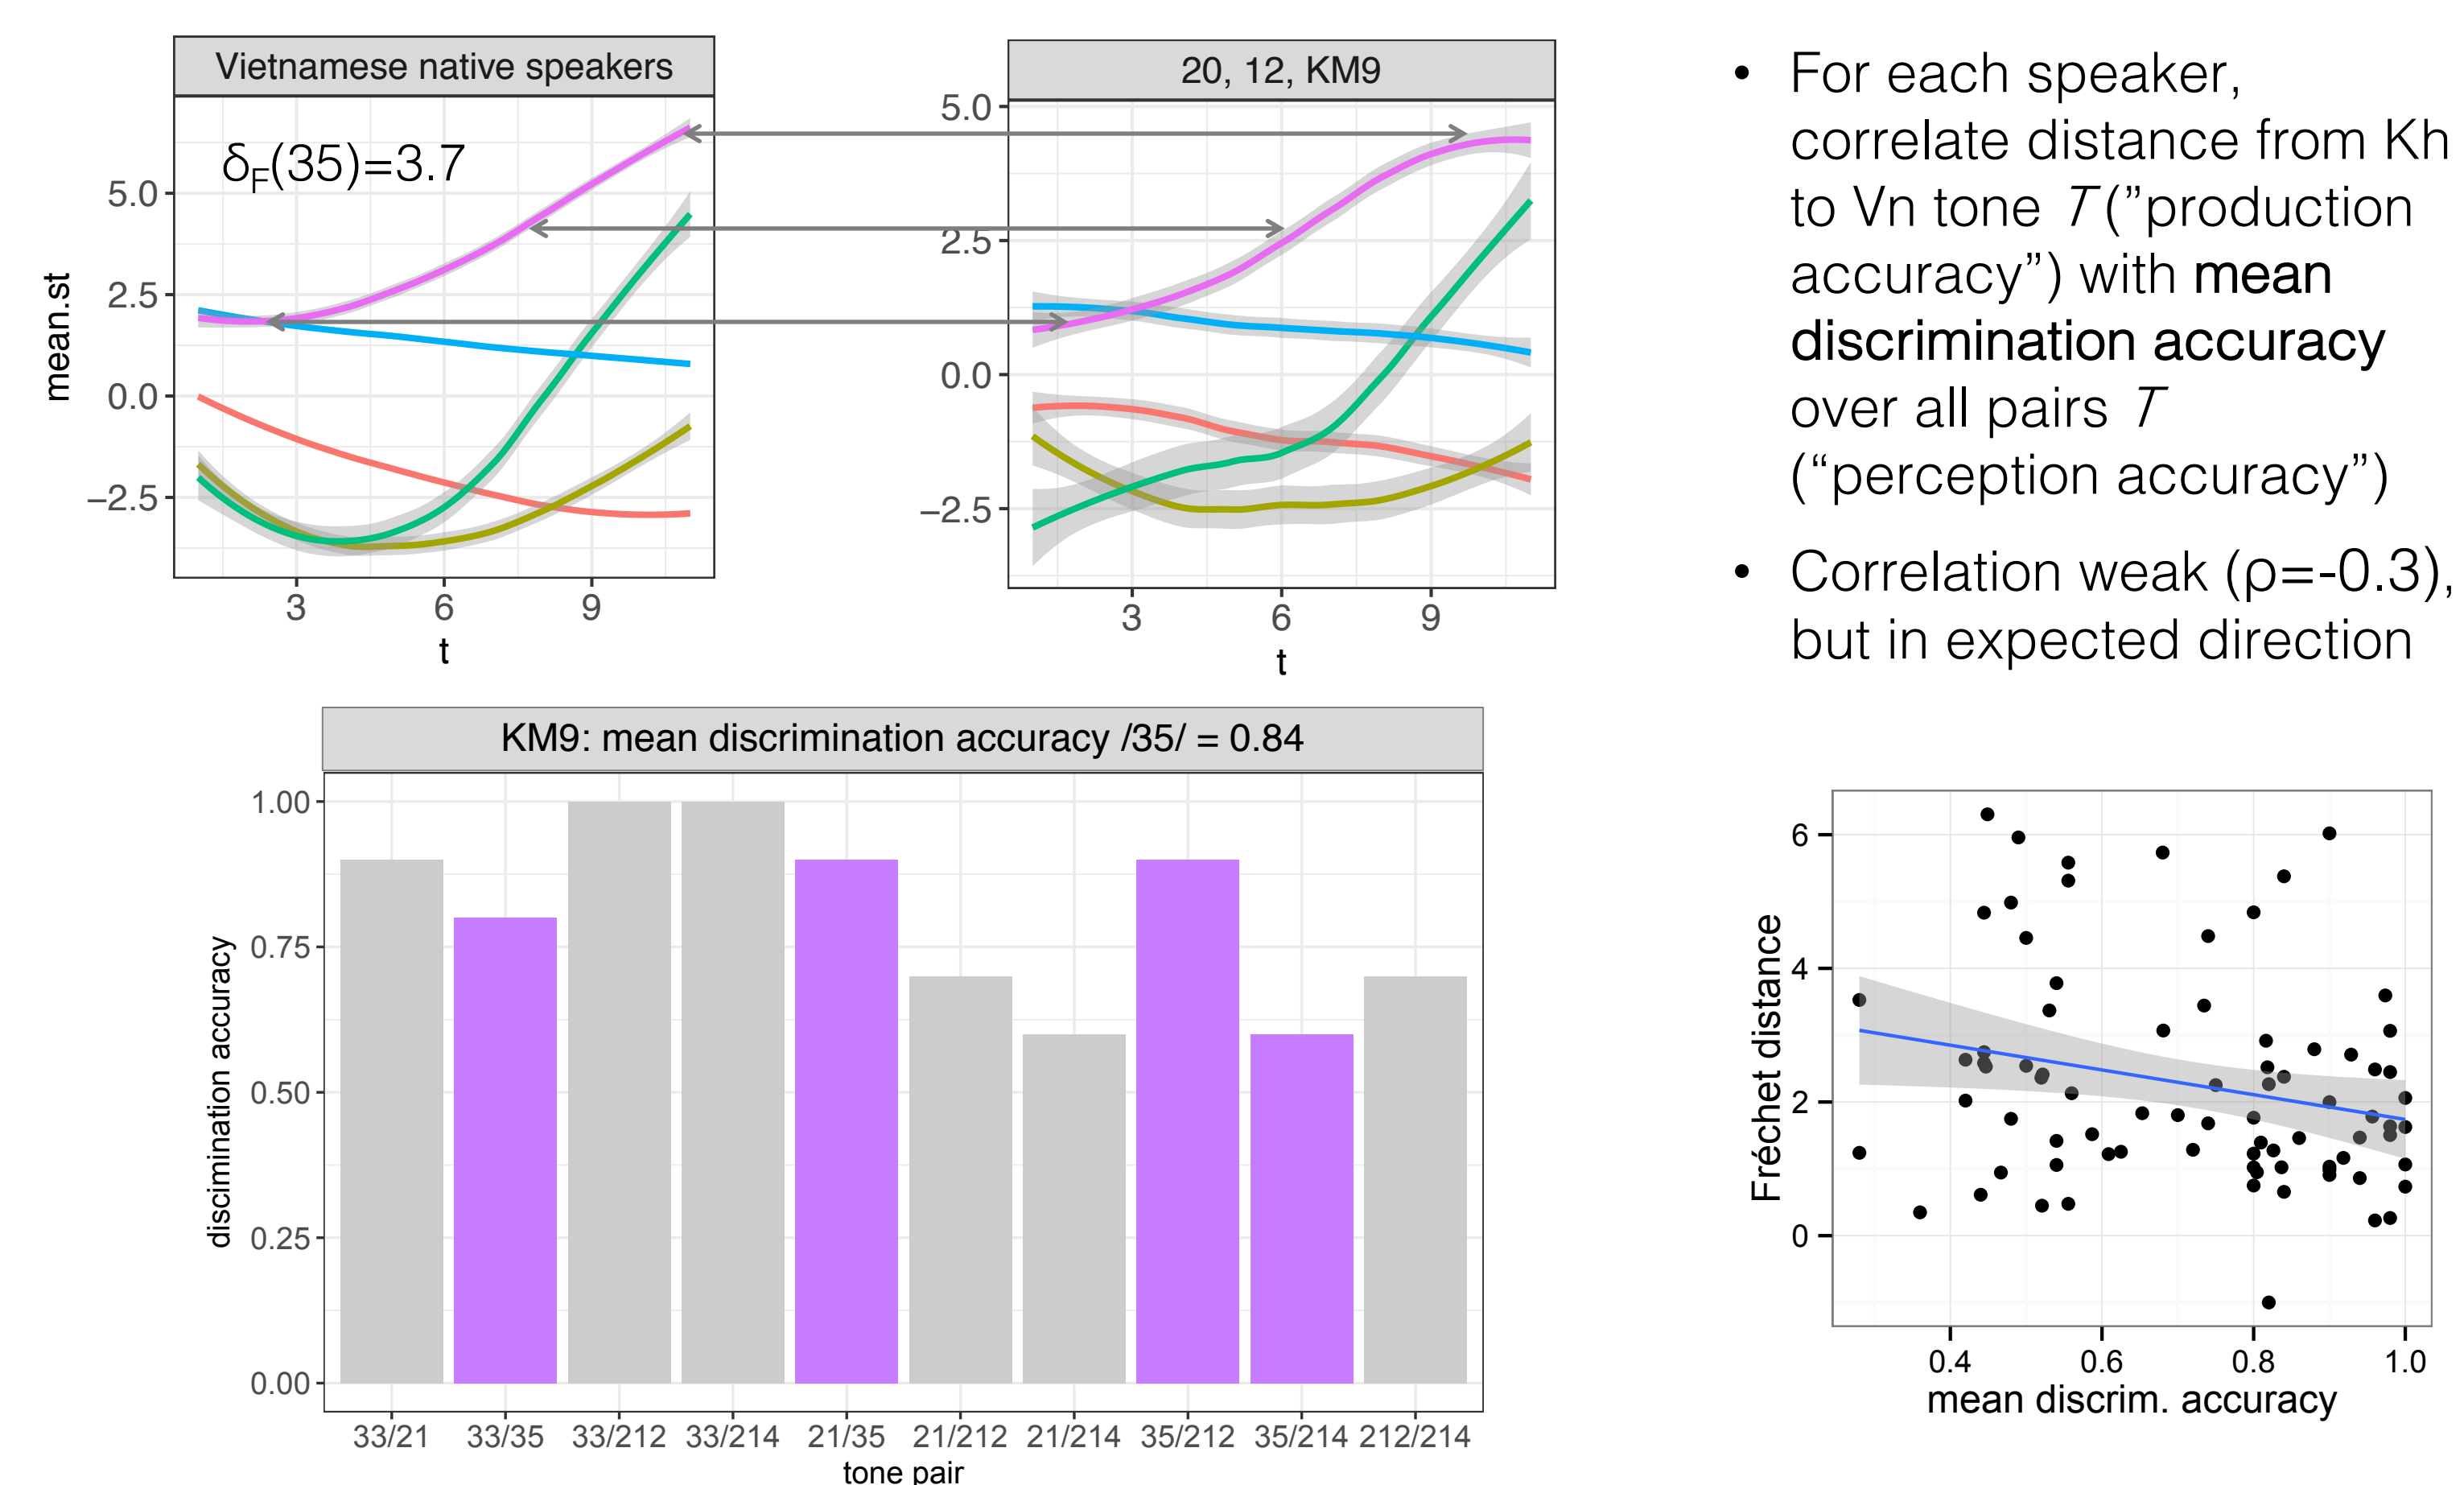 Vietnamese native speakers
δF(35)=3.7
mean.st
5.0
2.5
0.0
−2.5
3 6 9
t
20, 12, KM9
5.0
2.5
0.0
−2.5
3 6 9
t
• For each speaker,
correlate distance from Kh
to Vn tone T ("production
accuracy") with mean
discrimination accuracy
over all pairs T
("perception accuracy")
• Correlation weak (ρ=-0.3),
but in expected direction
KM9: mean discrimination accuracy /35/ = 0.84
discimination accuracy
1.00
0.75
0.50
0.25
0.00
33/21 33/35 33/212 33/214 21/35 21/212 21/214 35/212 35/214 212/214
tone pair
Fréchet distance
6
4
2
0
0.4 0.6 0.8 1.0
mean discrim. accuracy